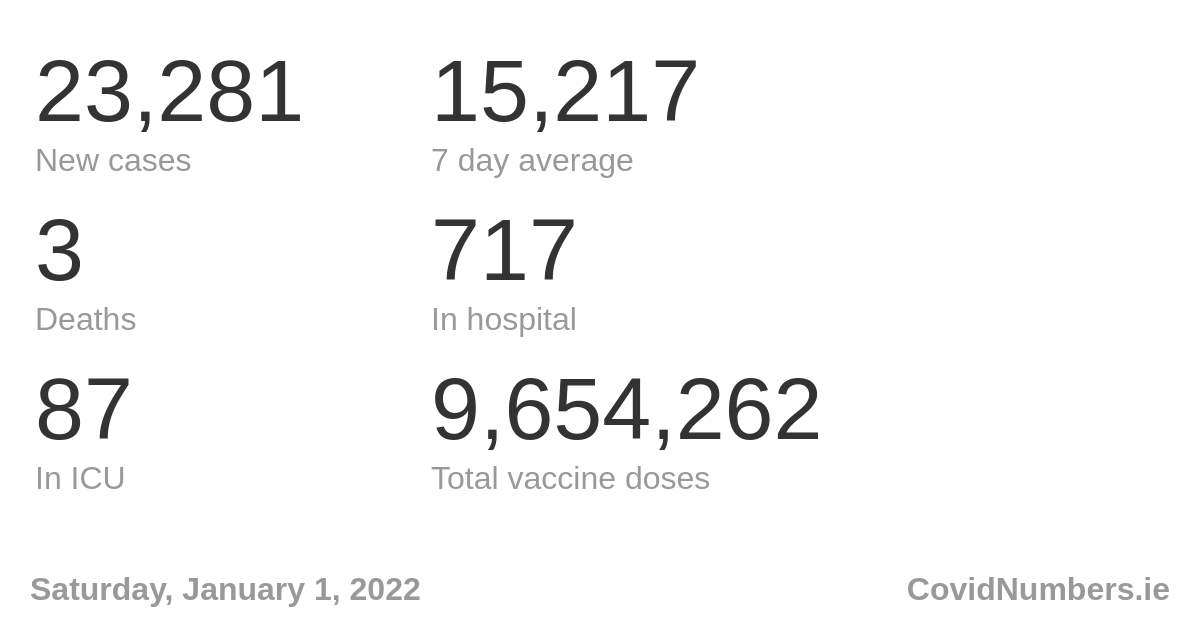 23,281 15,217
New cases 7 day average
3 717
Deaths In hospital
87 9,654,262
In ICU Total vaccine doses
Saturday, January 1, 2022 CovidNumbers.ie